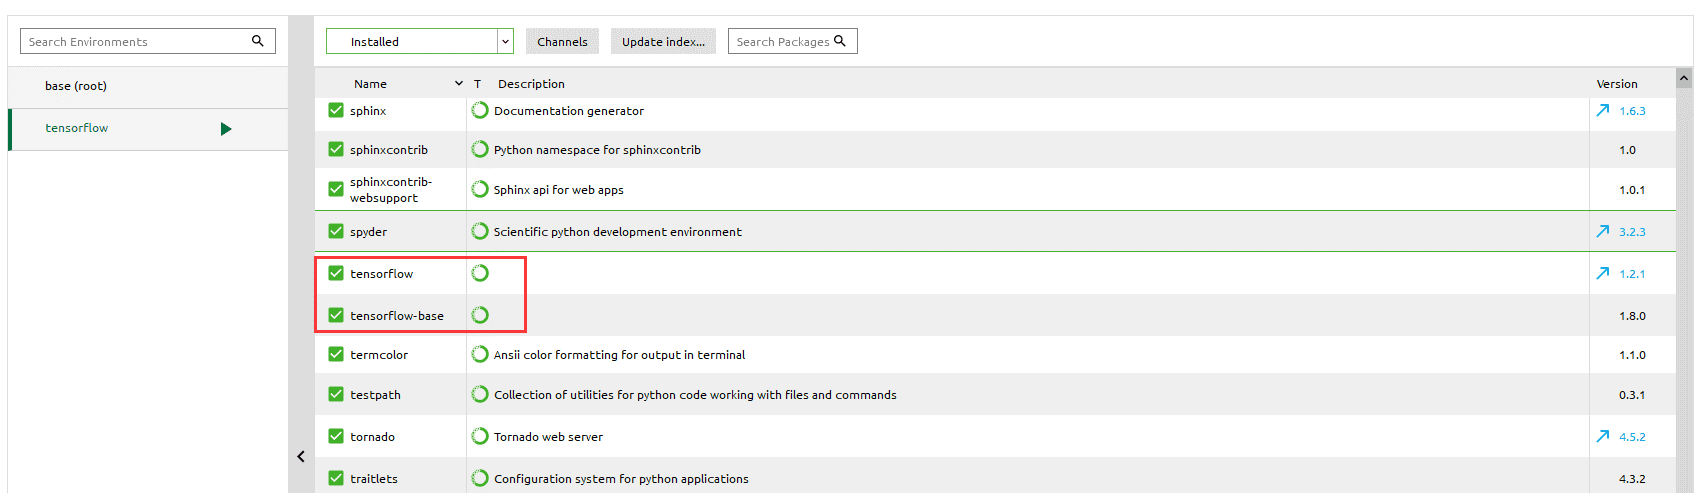 Search Environments
Installed
Channels
Update index...
Search Packages
base (root)
tensorflow
Name T Description Version
sphinx Documentation generator 1.6.3
sphinxcontrib Python namespace for sphinxcontrib 1.0
sphinxcontrib-
websupport Sphinx api for web apps 1.0.1
spyder Scientific python development environment 3.2.3
tensorflow 1.2.1
tensorflow-base 1.8.0
termcolor Ansii color formatting for output in terminal 1.1.0
testpath Collection of utilities for python code working with files and commands 0.3.1
tornado Tornado web server 4.5.2
traitlets Configuration system for python applications 4.3.2